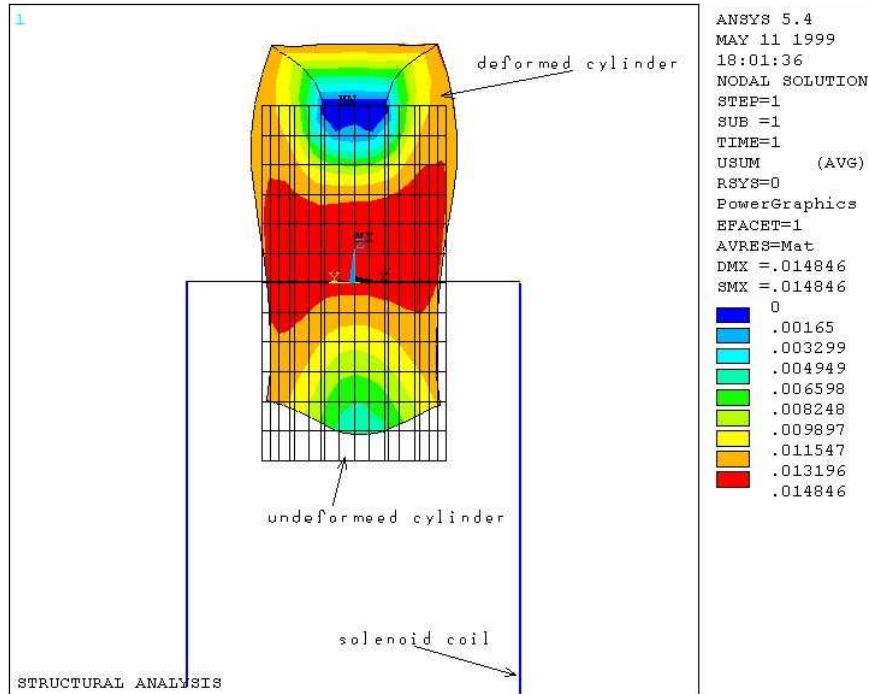 1
ANSYS 5.4
MAY 11 1999
18:01:36
NODAL SOLUTION
STEP=1
SUB =1
TIME=1
USUM (AVG)
RSYS=0
PowerGraphics
EFACET=1
AVRES=Mat
DMX =.014846
SMX =.014846
0
.00165
.003299
.004949
.006598
.008248
.009897
.011547
.013196
.014846
deformed cylinder
MN
MX
Z
X
undeformeed cylinder
solenoid coil
STRUCTURAL ANALYSIS